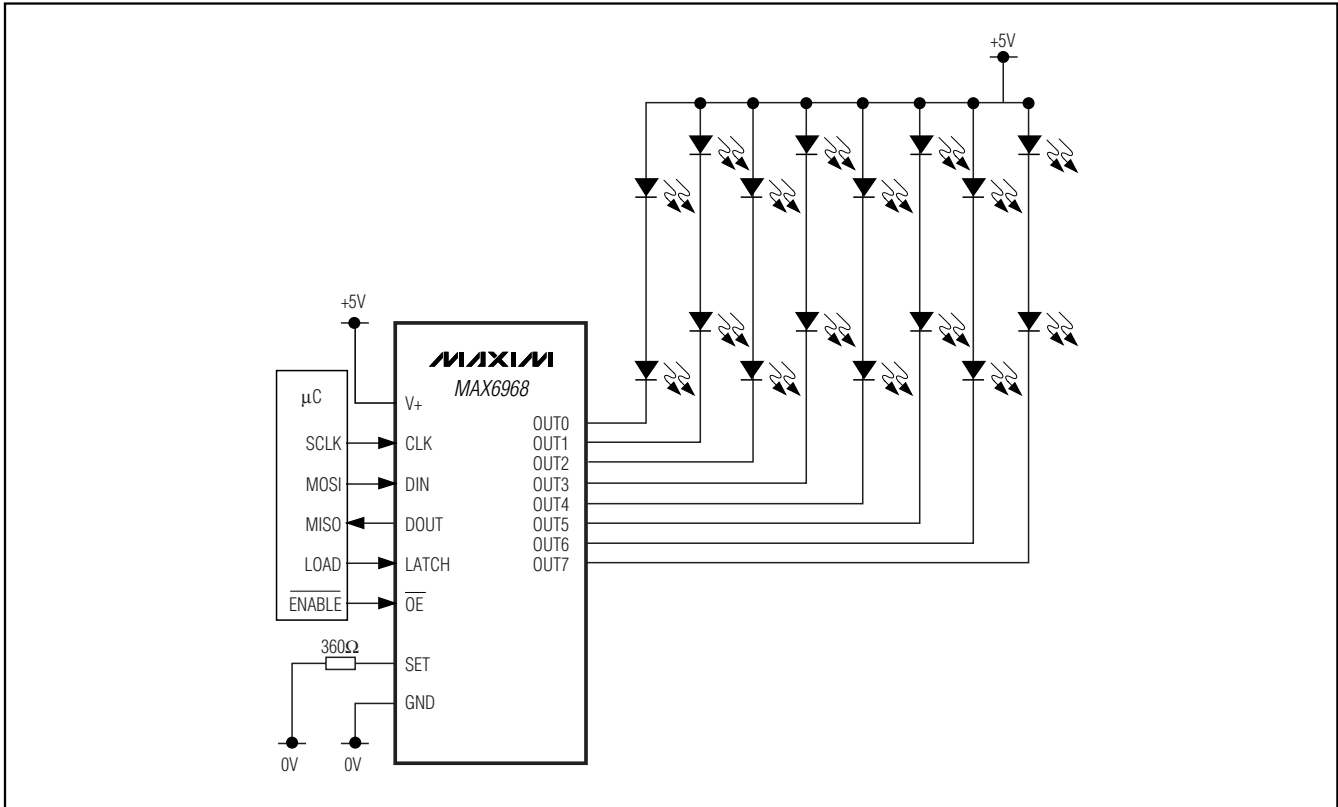 +5V
+5V
MAXIM
MAX6968
μC
V+
SCLK
CLK
MOSI
DIN
MISO
DOUT
LOAD
LATCH
ENABLE
OE
360Ω
SET
GND
0V
0V
OUT0
OUT1
OUT2
OUT3
OUT4
OUT5
OUT6
OUT7